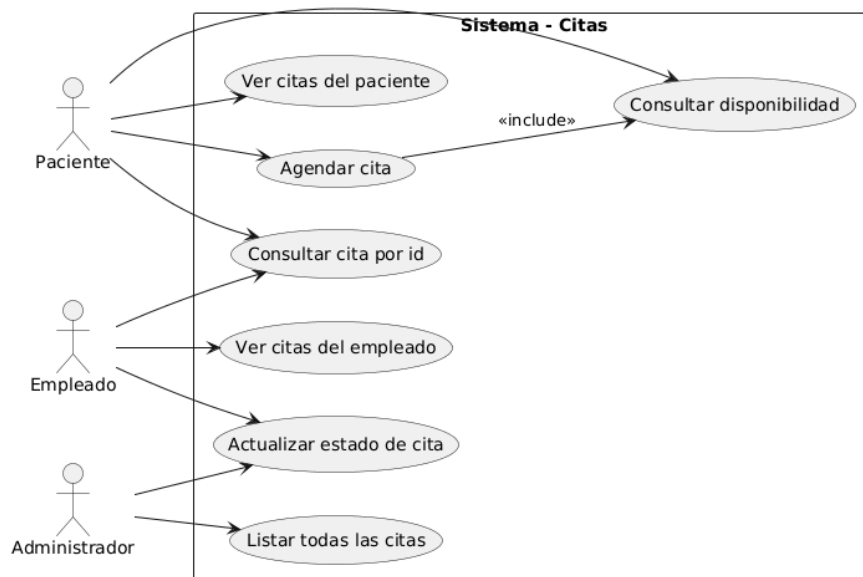 Sistema - Citas
Ver citas del paciente
Consultar disponibilidad
«include»
Paciente
Agendar cita
Consultar cita por id
Ver citas del empleado
Empleado
Actualizar estado de cita
Administrador
Listar todas las citas